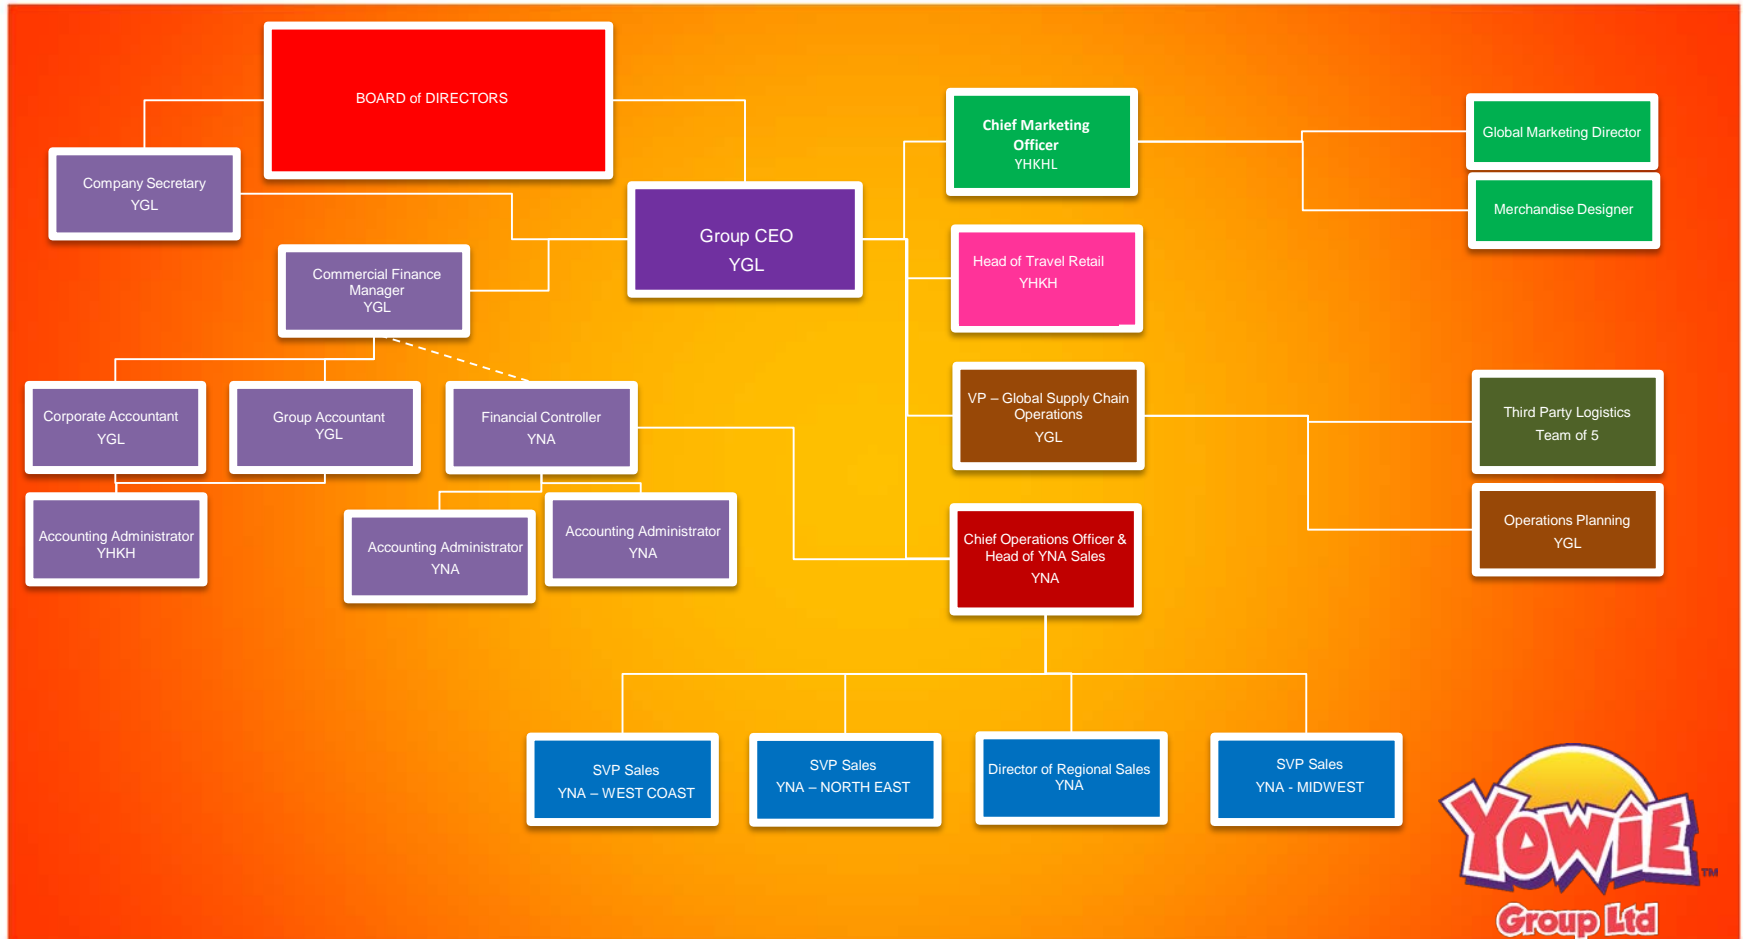 BOARD of DIRECTORS
Company Secretary
YGL
Group CEO
YGL
Commercial Finance
Manager
YGL
Corporate Accountant
YGL
Group Accountant
YGL
Financial Controller
YNA
Accounting Administrator
YHKH
Accounting Administrator
YNA
Accounting Administrator
YNA
Chief Marketing
Officer
YHKHL
Global Marketing Director
Merchandise Designer
Head of Travel Retail
YHKH
VP – Global Supply Chain
Operations
YGL
Third Party Logistics
Team of 5
Operations Planning
YGL
Chief Operations Officer &
Head of YNA Sales
YNA
SVP Sales
YNA – WEST COAST
SVP Sales
YNA – NORTH EAST
Director of Regional Sales
YNA
SVP Sales
YNA - MIDWEST
YOWIE
TM
Group Ltd